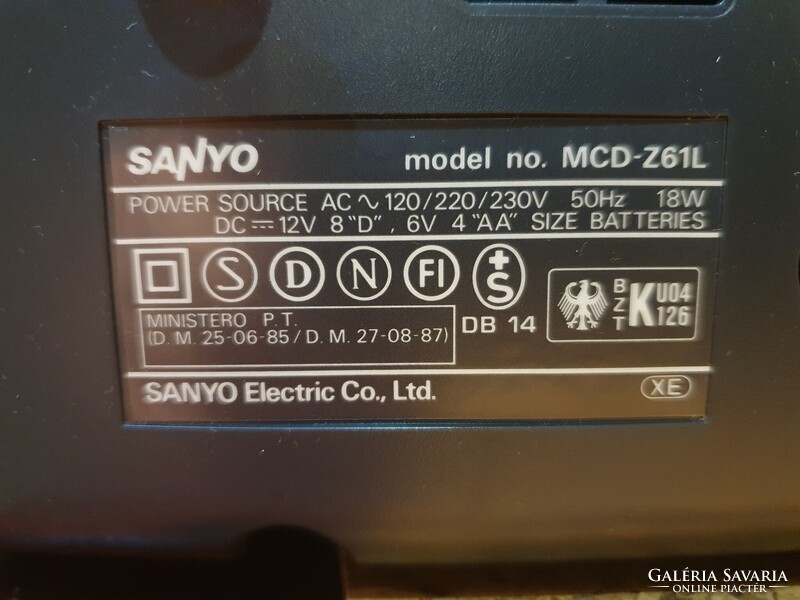 SANYO model no. MCD-Z61L
POWER SOURCE AC ∿ 120/220/230V 50Hz 18W
DC ⎓ 12V 8 "D", 6V 4 "AA" SIZE BATTERIES
S D N FI +S
MINISTERO P.T.
(D. M. 25-06-85 / D. M. 27-08-87)
DB 14
BZT K U04 126
SANYO Electric Co., Ltd. XE
GALÉRIA SAVARIA
ONLINE PIACTÉR